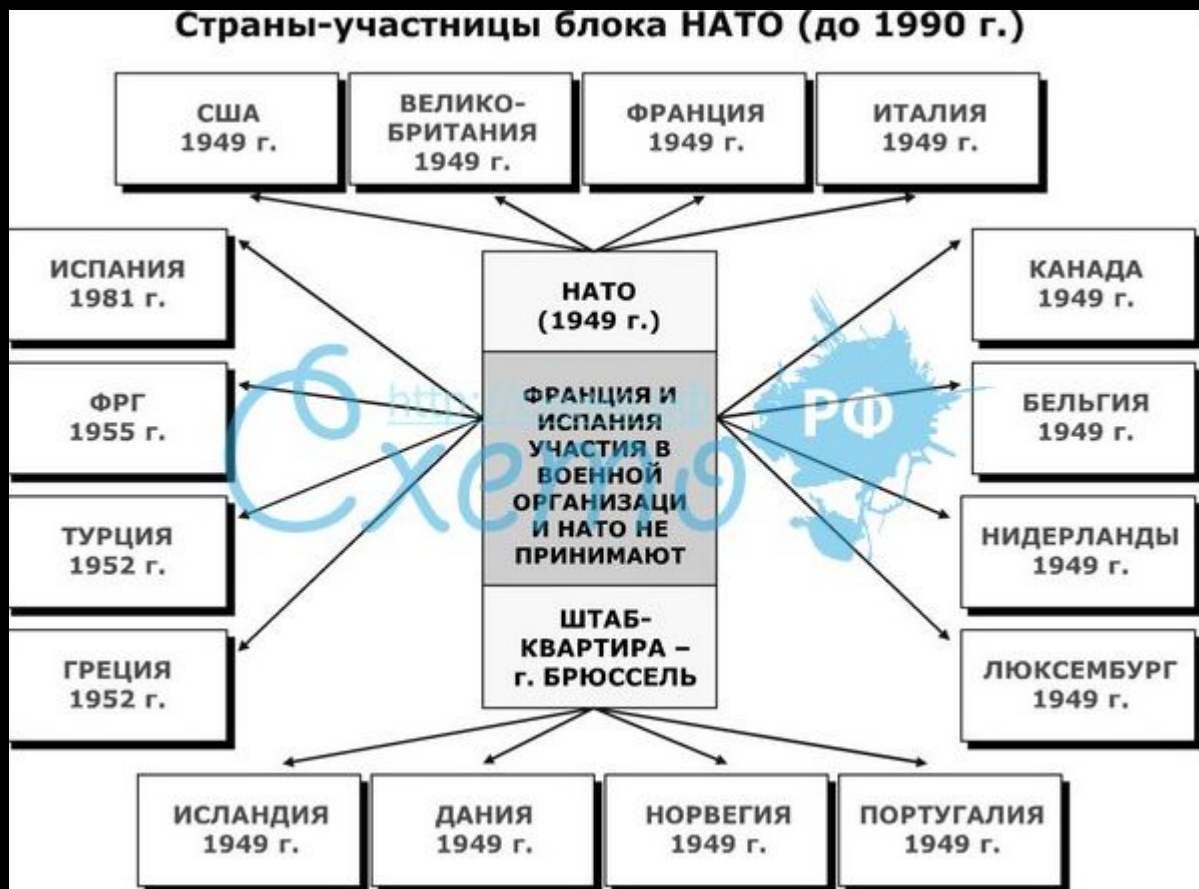 Страны-участницы блока НАТО (до 1990 г.)
США
1949 г.
ВЕЛИКО-
БРИТАНИЯ
1949 г.
ФРАНЦИЯ
1949 г.
ИТАЛИЯ
1949 г.
ИСПАНИЯ
1981 г.
ФРГ
1955 г.
ТУРЦИЯ
1952 г.
ГРЕЦИЯ
1952 г.
НАТО
(1949 г.)
ФРАНЦИЯ И
ИСПАНИЯ
УЧАСТИЯ В
ВОЕННОЙ
ОРГАНИЗАЦИ
И НАТО НЕ
ПРИНИМАЮТ
ШТАБ-
КВАРТИРА –
г. БРЮССЕЛЬ
КАНАДА
1949 г.
БЕЛЬГИЯ
1949 г.
НИДЕРЛАНДЫ
1949 г.
ЛЮКСЕМБУРГ
1949 г.
ИСЛАНДИЯ
1949 г.
ДАНИЯ
1949 г.
НОРВЕГИЯ
1949 г.
ПОРТУГАЛИЯ
1949 г.
Схемо
РФ